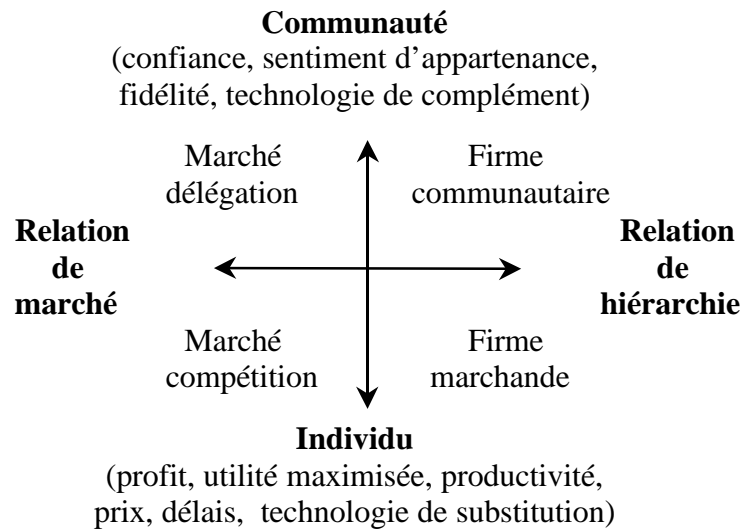 Communauté
(confiance, sentiment d’appartenance,
fidélité, technologie de complément)
Marché
délégation
Firme
communautaire
Relation
de
marché
Relation
de
hiérarchie
Marché
compétition
Firme
marchande
Individu
(profit, utilité maximisée, productivité,
prix, délais, technologie de substitution)